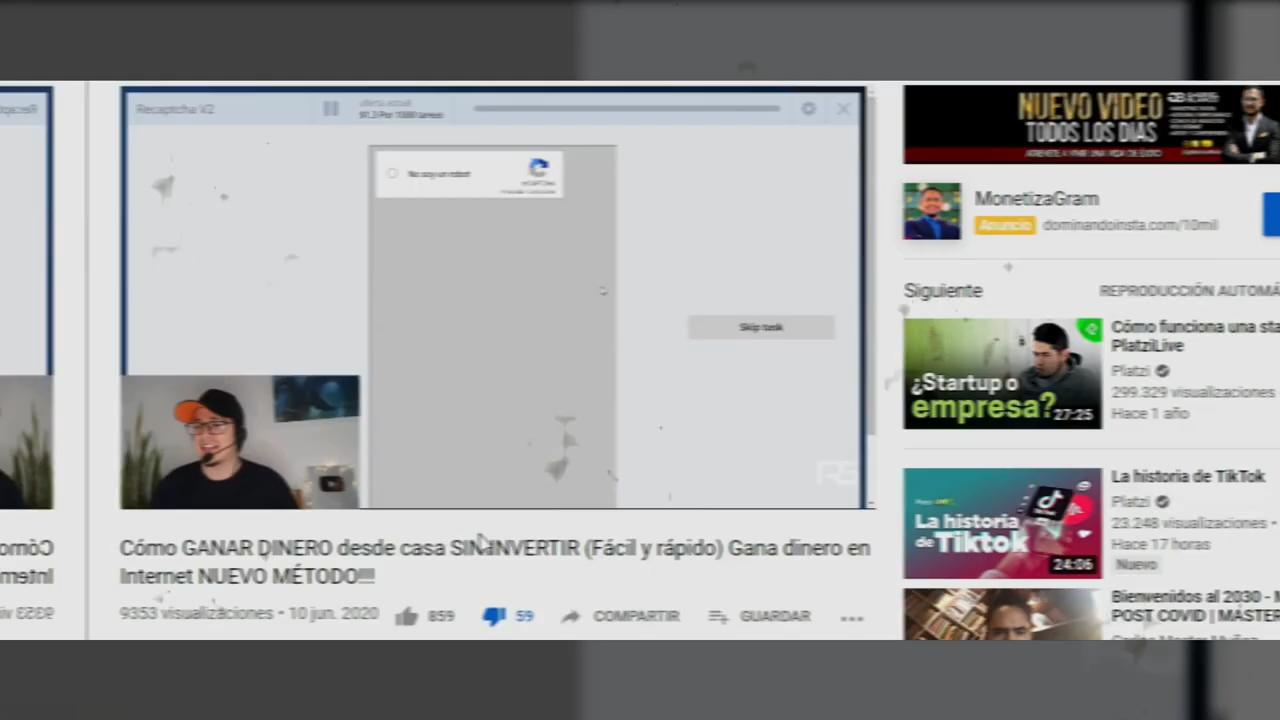 Recaptcha V2
No soy un robot
Skip task
Cómo GANAR DINERO desde casa SIN INVERTIR (Fácil y rápido) Gana dinero en
Internet NUEVO MÉTODO!!!!
9353 visualizaciones • 10 jun. 2020
859
59
COMPARTIR
GUARDAR
NUEVO VIDEO
TODOS LOS DIAS
MonetizaGram
Anuncio
dominandoinsta.com/10mil
Siguiente
REPRODUCCIÓN AUTOMÁ
¿Startup o
empresa?
27:25
Cómo funciona una sta
PlatziLive
Platzi
299.329 visualizaciones
Hace 1 año
La historia
de Tiktok
24:06
La historia de TikTok
Platzi
23.248 visualizaciones •
Hace 17 horas
Nuevo
Bienvenidos al 2030 - M
POST COVID | MÁSTER